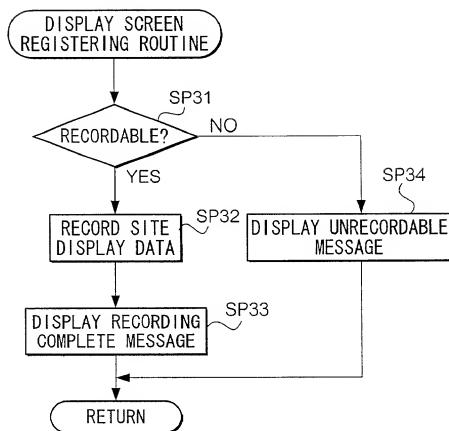 DISPLAY SCREEN
REGISTERING ROUTINE
SP31
RECORDABLE?
NO
YES
SP32
RECORD SITE
DISPLAY DATA
SP34
DISPLAY UNRECORDABLE
MESSAGE
SP33
DISPLAY RECORDING
COMPLETE MESSAGE
RETURN